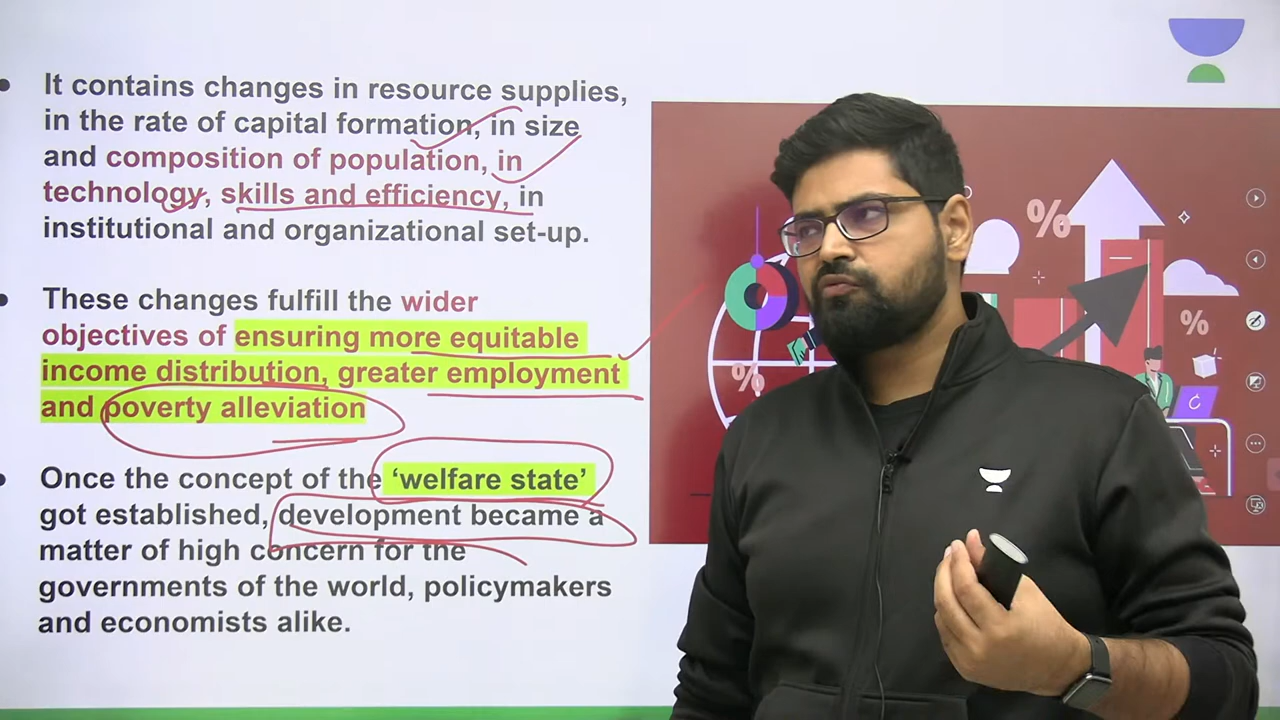 It contains changes in resource supplies,
in the rate of capital formation, in size
and composition of population, in
technology, skills and efficiency, in
institutional and organizational set-up.
These changes fulfill the wider
objectives of ensuring more equitable
income distribution, greater employment
and poverty alleviation
Once the concept of the ‘welfare state’
got established, development became a
matter of high concern for the
governments of the world, policymakers
and economists alike.
%
%
%